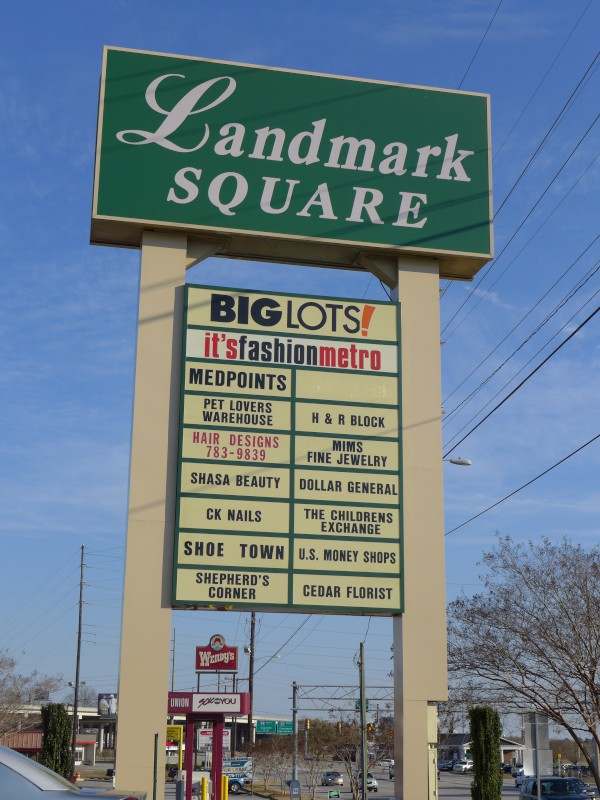 Landmark
SQUARE
BIG LOTS!
it'sfashionmetro
MEDPOINTS
PET LOVERS
WAREHOUSE
H & R BLOCK
HAIR DESIGNS
783-9839
MIMS
FINE JEWELRY
SHASA BEAUTY
DOLLAR GENERAL
CK NAILS
THE CHILDRENS
EXCHANGE
SHOE TOWN
U.S. MONEY SHOPS
SHEPHERD'S
CORNER
CEDAR FLORIST
WENDY'S
UNION
YOU